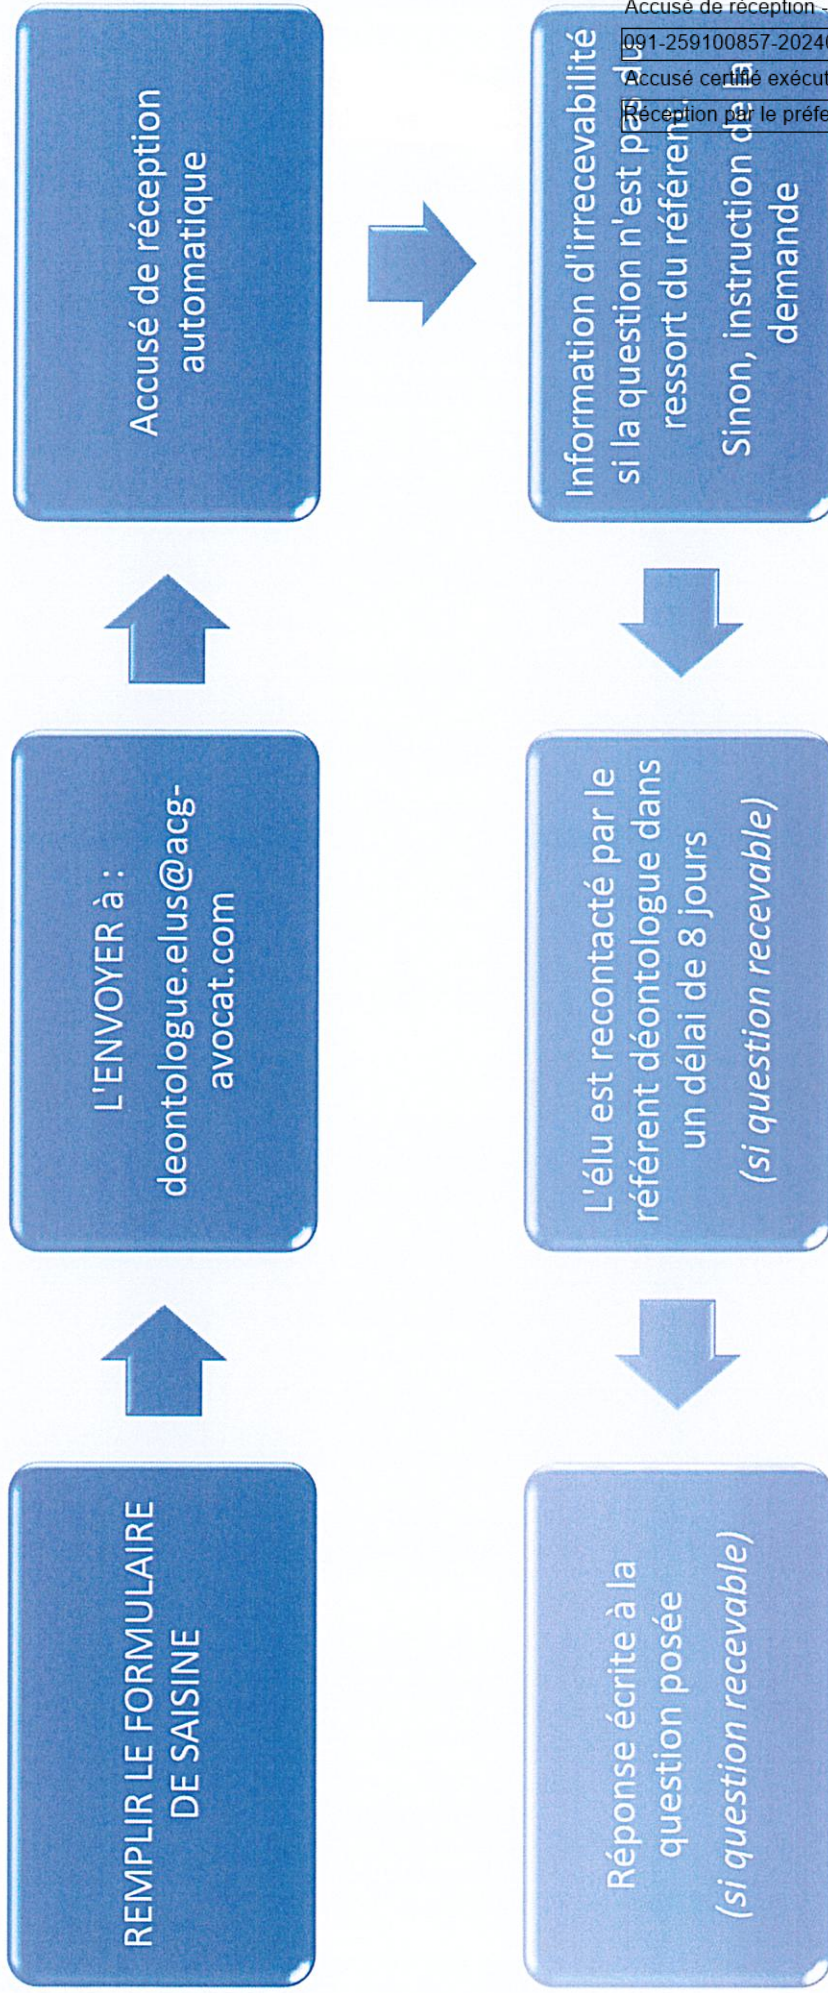 REMPLIR LE FORMULAIRE
DE SAISINE
L'ENVOYER à :
deontologue.elus@acg-
avocat.com
Accusé de réception
automatique
Information d'irrecevabilité
si la question n'est pas du
ressort du référent.
Sinon, instruction de la
demande
L'élu est recontacté par le
référent déontologue dans
un délai de 8 jours
(si question recevable)
Réponse écrite à la
question posée
(si question recevable)
Accusé de réception -
091-259100857-2024
Accusé certifié exécut
Réception par le préfe